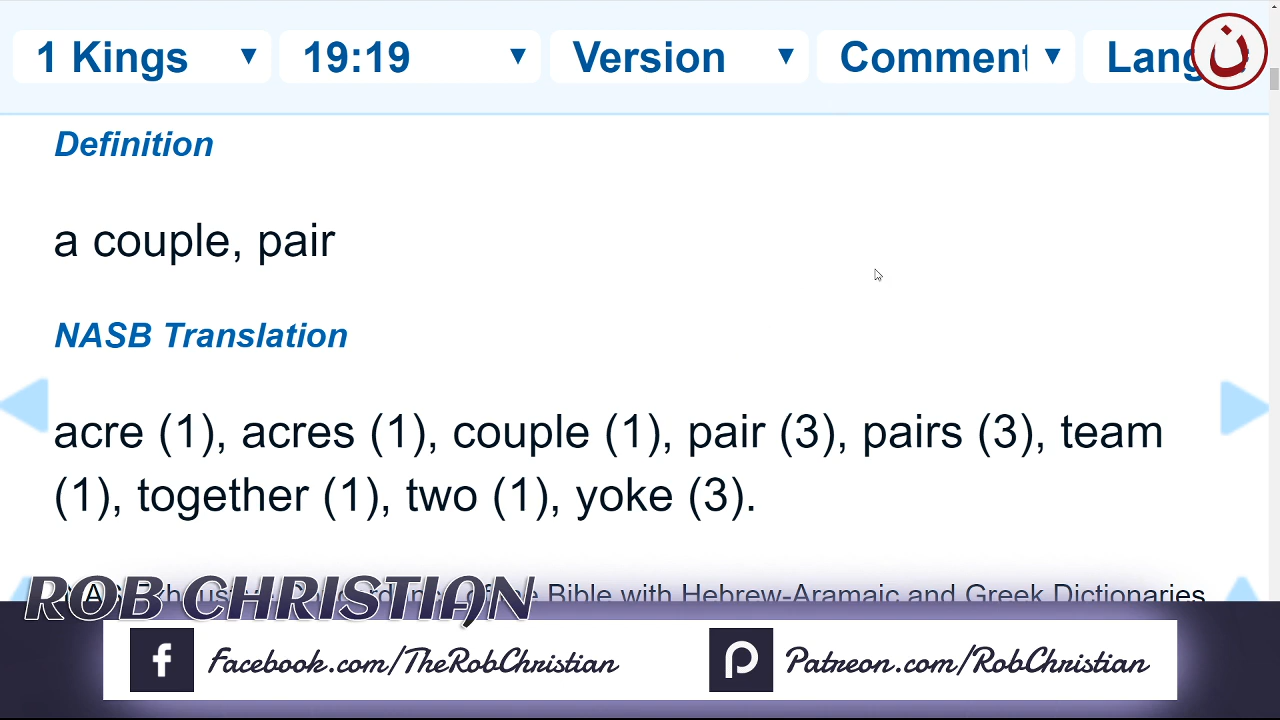 1 Kings ▼ 19:19 ▼ Version ▼ Comment ▼ Lang
ن
Definition
a couple, pair
NASB Translation
acre (1), acres (1), couple (1), pair (3), pairs (3), team
(1), together (1), two (1), yoke (3).
Bible with Hebrew-Aramaic and Greek Dictionaries
ROB CHRISTIAN
Facebook.com/TheRobChristian
Patreon.com/RobChristian